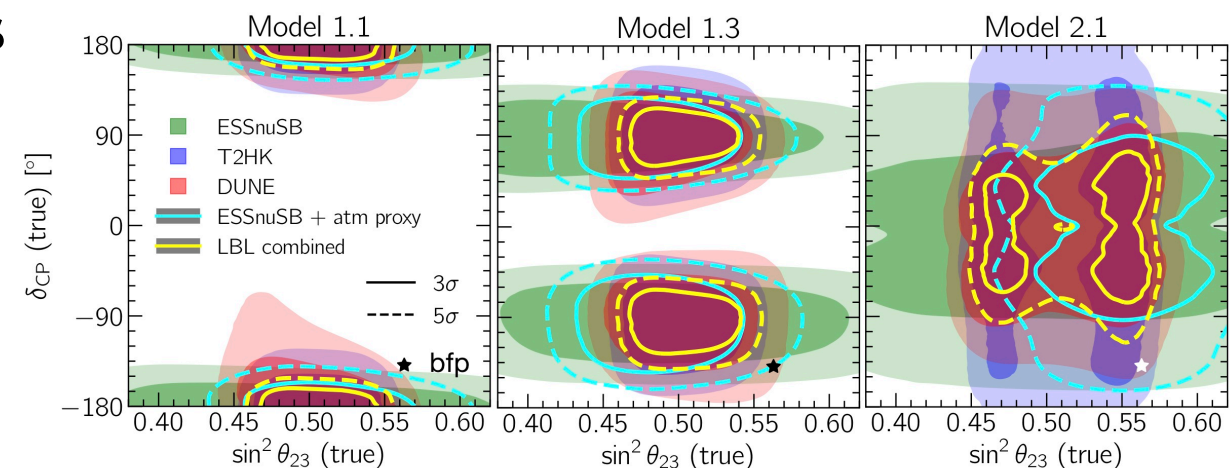 s
Model 1.1
Model 1.3
Model 2.1
δCP (true) [°]
180
90
0
−90
−180
ESSnuSB
T2HK
DUNE
ESSnuSB + atm proxy
LBL combined
3σ
5σ
bfp
0.40 0.45 0.50 0.55 0.60
0.40 0.45 0.50 0.55 0.60
0.40 0.45 0.50 0.55 0.60
sin² θ23 (true)
sin² θ23 (true)
sin² θ23 (true)